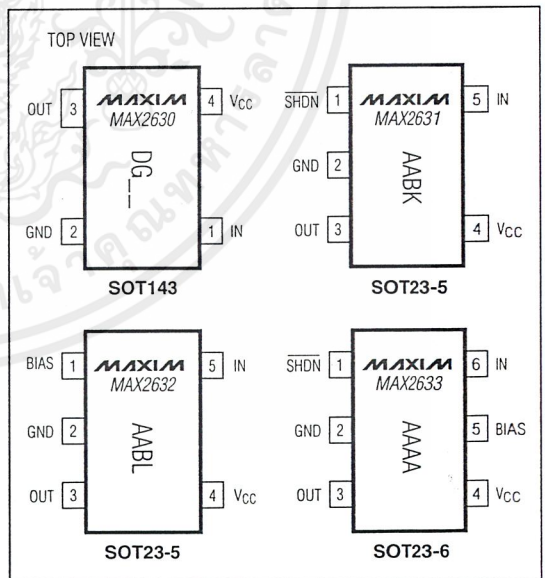 TOP VIEW
OUT 3 MAXIM 4 VCC
MAX2630
DG_ _
GND 2 1 IN
SOT143
SHDN 1 MAXIM 5 IN
MAX2631
GND 2 AABK
OUT 3 4 VCC
SOT23-5
BIAS 1 MAXIM 5 IN
MAX2632
GND 2 AABL
OUT 3 4 VCC
SOT23-5
SHDN 1 MAXIM 6 IN
MAX2633
GND 2 AAAA 5 BIAS
OUT 3 4 VCC
SOT23-6